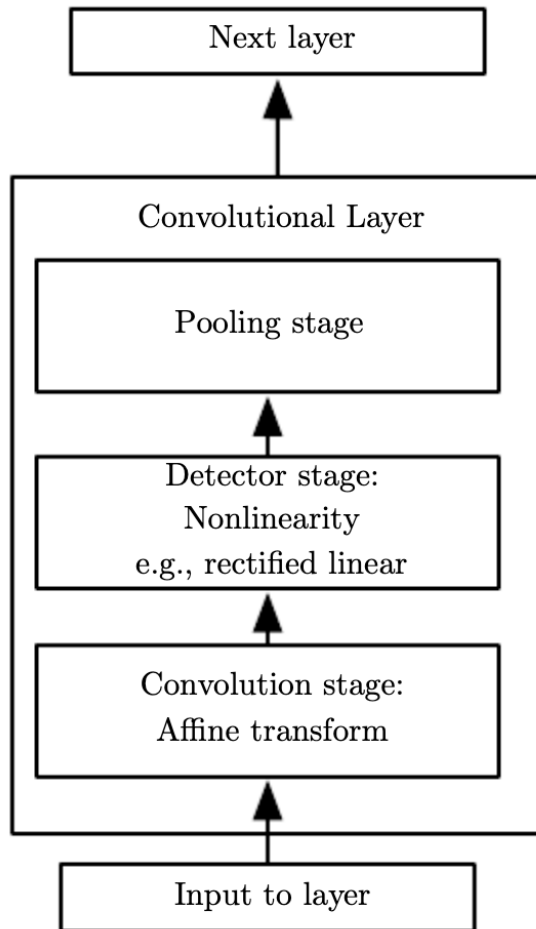 Next layer
Convolutional Layer
Pooling stage
Detector stage:
Nonlinearity
e.g., rectified linear
Convolution stage:
Affine transform
Input to layer